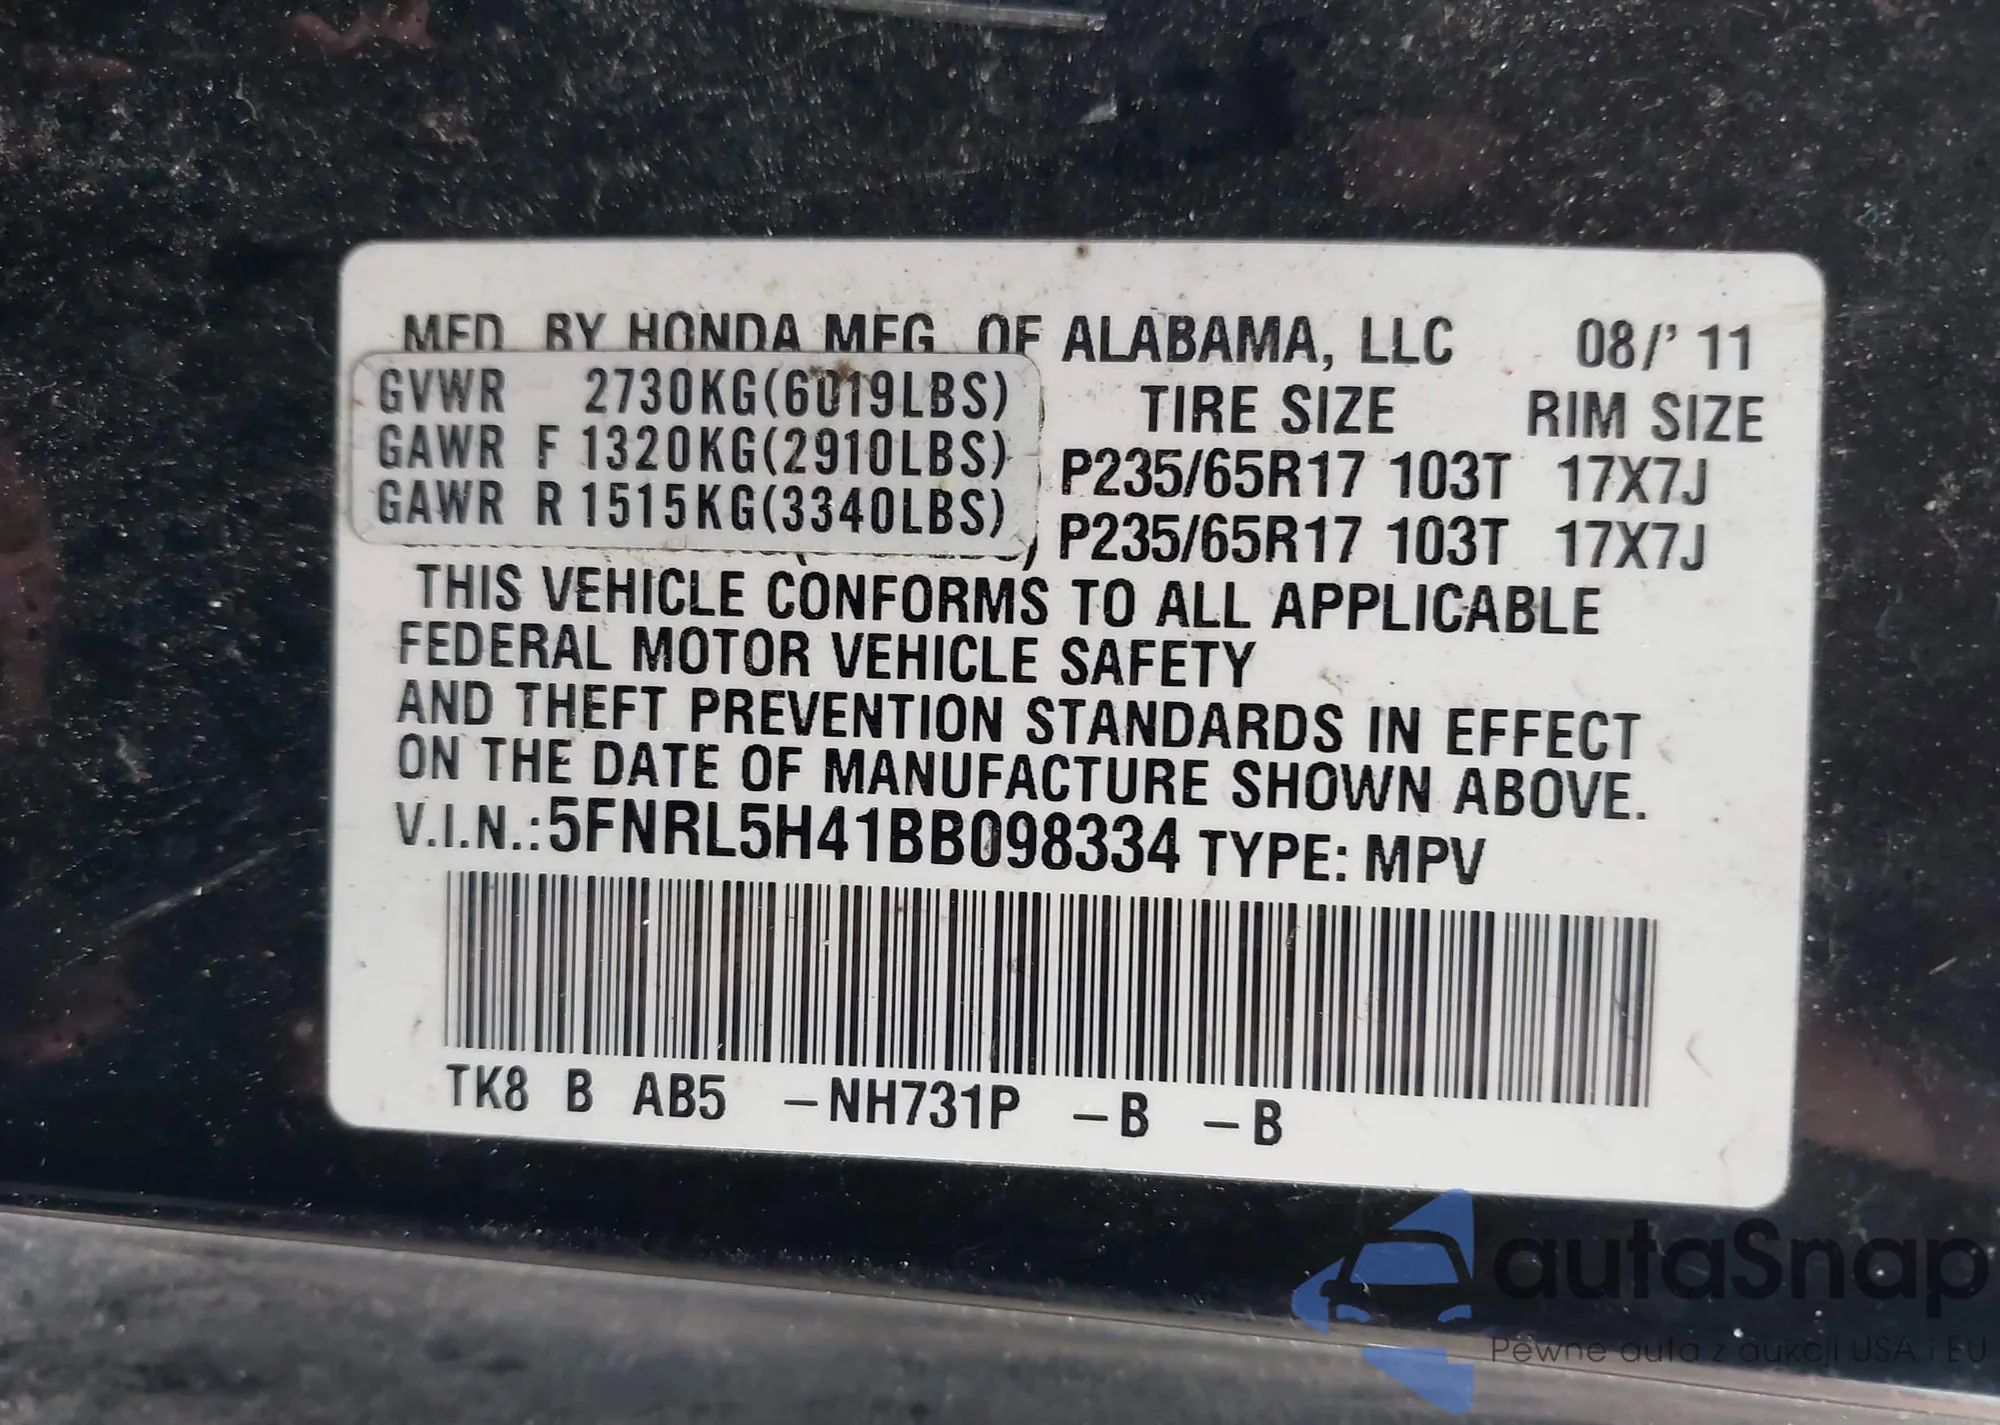 MFD. BY HONDA MFG. OF ALABAMA, LLC 08/'11
TIRE SIZE RIM SIZE
GVWR 2730KG(6019LBS)
GAWR F 1320KG(2910LBS) P235/65R17 103T 17X7J
GAWR R 1515KG(3340LBS) P235/65R17 103T 17X7J
THIS VEHICLE CONFORMS TO ALL APPLICABLE
FEDERAL MOTOR VEHICLE SAFETY
AND THEFT PREVENTION STANDARDS IN EFFECT
ON THE DATE OF MANUFACTURE SHOWN ABOVE.
V.I.N.:5FNRL5H41BB098334 TYPE: MPV
TK8 B AB5 –NH731P –B –B
autaSnap
Pewne auta z aukcji USA i EU